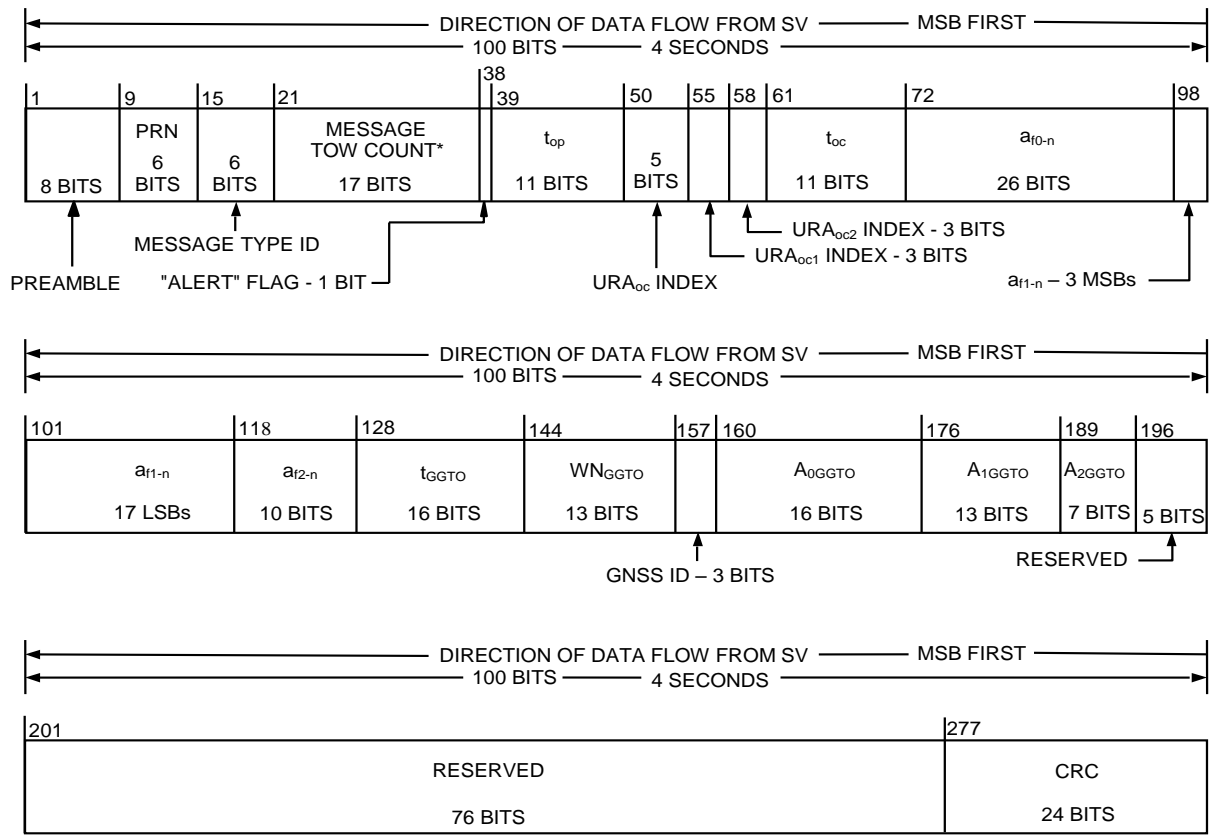 DIRECTION OF DATA FLOW FROM SV MSB FIRST
100 BITS 4 SECONDS
1 9 15 21 38 39 50 55 58 61 72 98
8 BITS
PRN
6
BITS
6
BITS
MESSAGE
TOW COUNT*
17 BITS
top
11 BITS
5
BITS
toc
11 BITS
af0-n
26 BITS
PREAMBLE
MESSAGE TYPE ID
"ALERT" FLAG - 1 BIT
URAoc INDEX
URAoc2 INDEX - 3 BITS
URAoc1 INDEX - 3 BITS
af1-n – 3 MSBs
DIRECTION OF DATA FLOW FROM SV MSB FIRST
100 BITS 4 SECONDS
101 118 128 144 157 160 176 189 196
af1-n
17 LSBs
af2-n
10 BITS
tGGTO
16 BITS
WNGGTO
13 BITS
A0GGTO
16 BITS
A1GGTO
13 BITS
A2GGTO
7 BITS
5 BITS
GNSS ID – 3 BITS
RESERVED
DIRECTION OF DATA FLOW FROM SV MSB FIRST
100 BITS 4 SECONDS
201 277
RESERVED
76 BITS
CRC
24 BITS